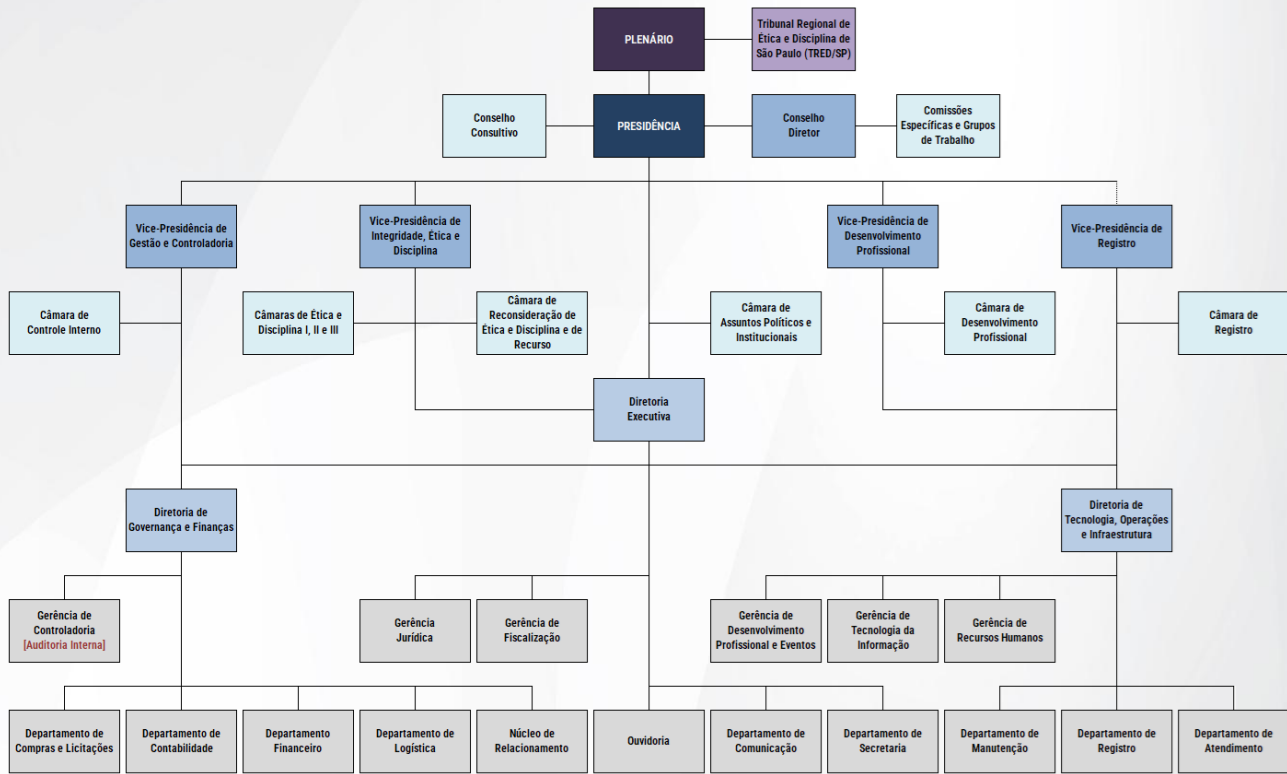 PLENÁRIO
Tribunal Regional de
Ética e Disciplina de
São Paulo (TRED/SP)
Conselho
Consultivo
PRESIDÊNCIA
Conselho
Diretor
Comissões
Específicas e Grupos
de Trabalho
Vice-Presidência de
Gestão e Controladoria
Vice-Presidência de
Integridade, Ética e
Disciplina
Vice-Presidência de
Desenvolvimento
Profissional
Vice-Presidência de
Registro
Câmara de
Controle Interno
Câmaras de Ética e
Disciplina I, II e III
Câmara de
Reconsideração de
Ética e Disciplina e de
Recurso
Câmara de
Assuntos Políticos e
Institucionais
Câmara de
Desenvolvimento
Profissional
Câmara de
Registro
Diretoria
Executiva
Diretoria de
Governança e Finanças
Diretoria de
Tecnologia, Operações
e Infraestrutura
Gerência de
Controladoria
[Auditoria Interna]
Gerência
Jurídica
Gerência de
Fiscalização
Gerência de
Desenvolvimento
Profissional e Eventos
Gerência de
Tecnologia da
Informação
Gerência de
Recursos Humanos
Departamento de
Compras e Licitações
Departamento de
Contabilidade
Departamento
Financeiro
Departamento de
Logística
Núcleo de
Relacionamento
Ouvidoria
Departamento de
Comunicação
Departamento de
Secretaria
Departamento de
Manutenção
Departamento de
Registro
Departamento de
Atendimento